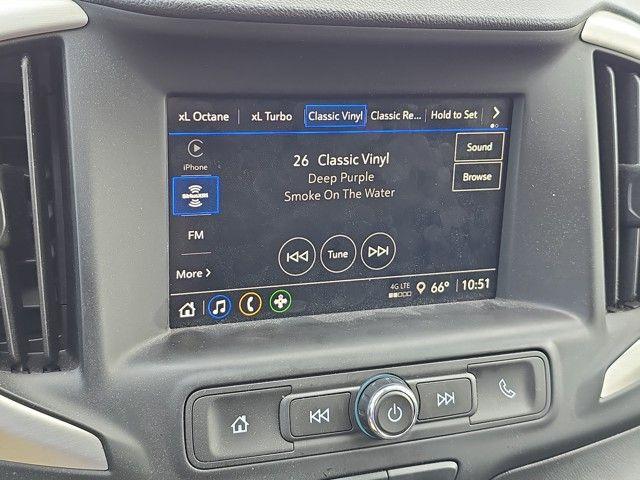 xL Octane xL Turbo Classic Vinyl Classic Re... Hold to Set
iPhone
26 Classic Vinyl
Sound
Deep Purple
SiriusXM
Smoke On The Water
Browse
FM
Tune
More
4G LTE 66° 10:51